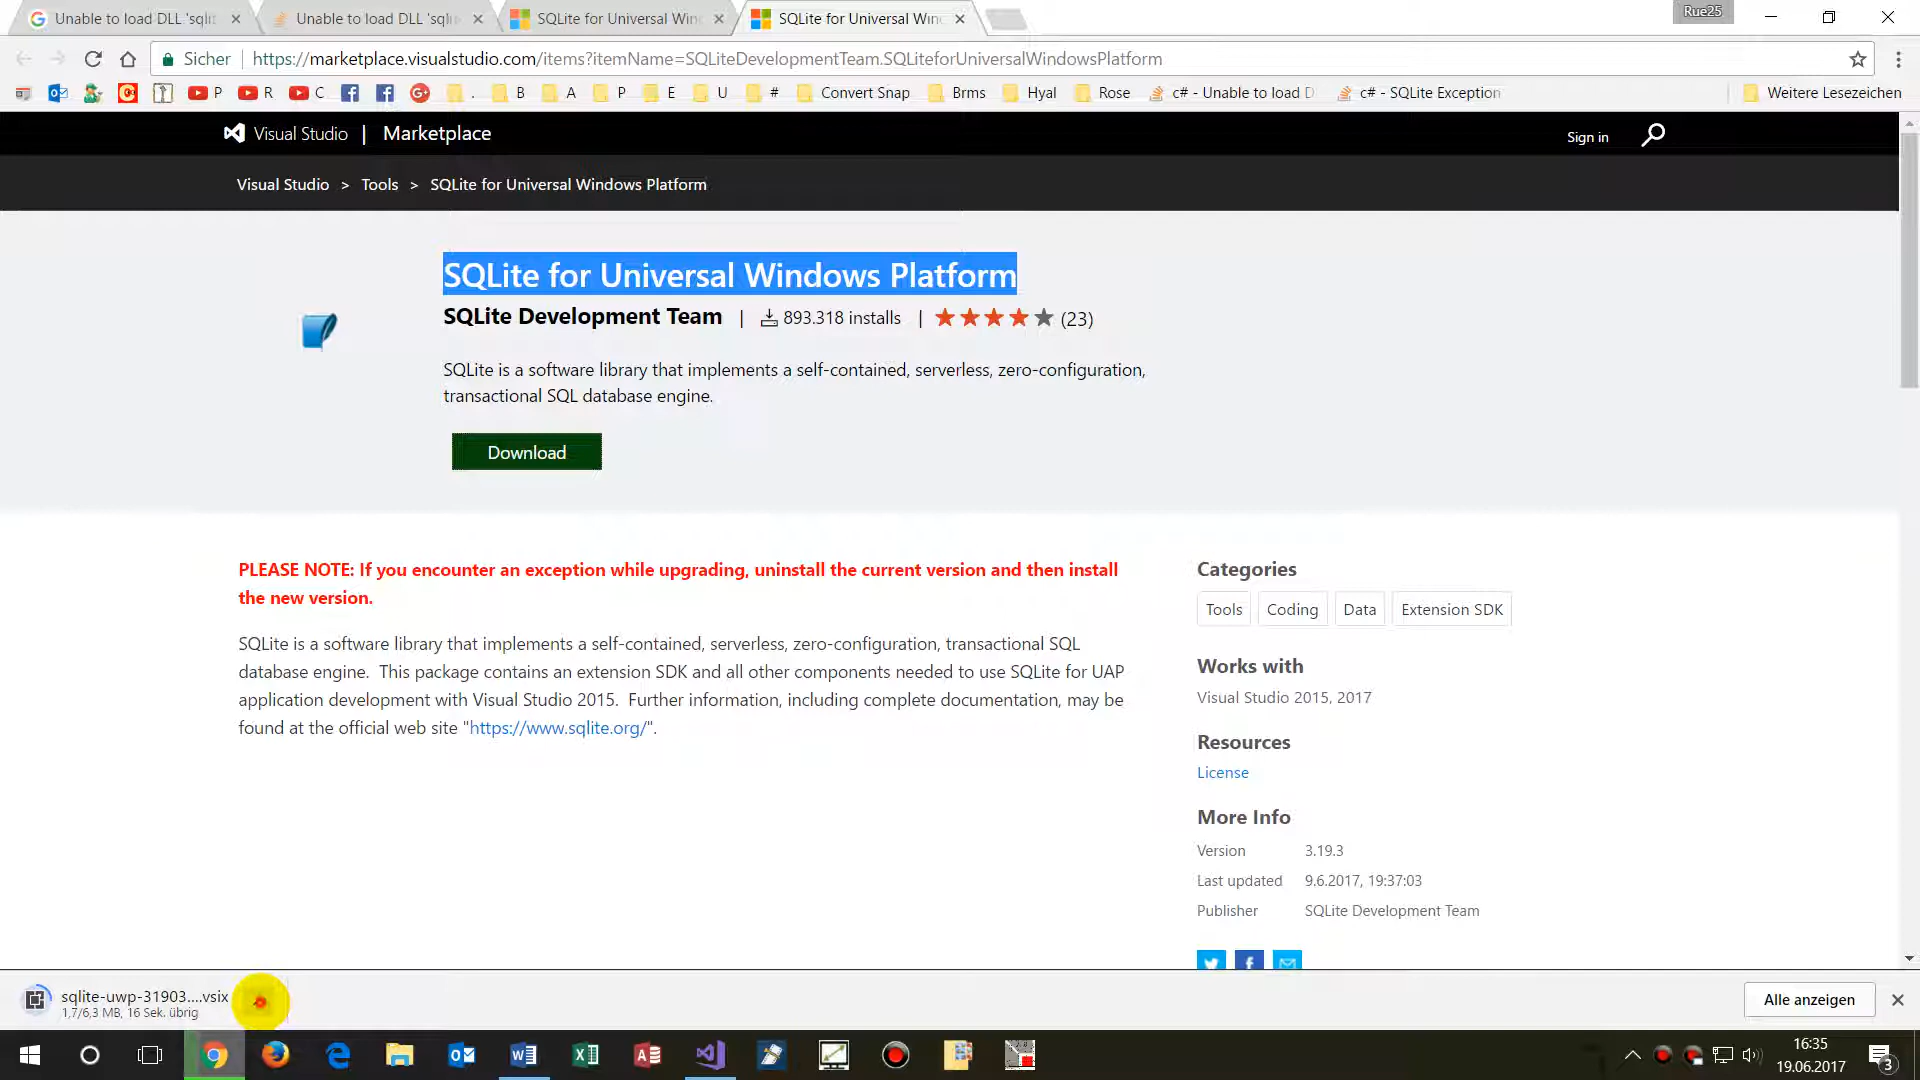 Unable to load DLL 'sqlit
Unable to load DLL 'sqlit
SQLite for Universal Win
SQLite for Universal Win
Rue25
Sicher
https://marketplace.visualstudio.com/items?itemName=SQLiteDevelopmentTeam.SQLiteforUniversalWindowsPlatform
P
R
C
.
B
A
P
E
U
#
Convert Snap
Brms
Hyal
Rose
c# - Unable to load D
c# - SQLite Exception
Weitere Lesezeichen
Visual Studio | Marketplace
Sign in
Visual Studio > Tools > SQLite for Universal Windows Platform
SQLite for Universal Windows Platform
SQLite Development Team | 893.318 installs | (23)
SQLite is a software library that implements a self-contained, serverless, zero-configuration,
transactional SQL database engine.
Download
PLEASE NOTE: If you encounter an exception while upgrading, uninstall the current version and then install
the new version.
SQLite is a software library that implements a self-contained, serverless, zero-configuration, transactional SQL
database engine.  This package contains an extension SDK and all other components needed to use SQLite for UAP
application development with Visual Studio 2015.  Further information, including complete documentation, may be
found at the official web site "https://www.sqlite.org/".
Categories
Tools
Coding
Data
Extension SDK
Works with
Visual Studio 2015, 2017
Resources
License
More Info
Version 3.19.3
Last updated 9.6.2017, 19:37:03
Publisher SQLite Development Team
sqlite-uwp-31903....vsix
1,7/6,3 MB, 16 Sek. übrig
Alle anzeigen
16:35
19.06.2017
3